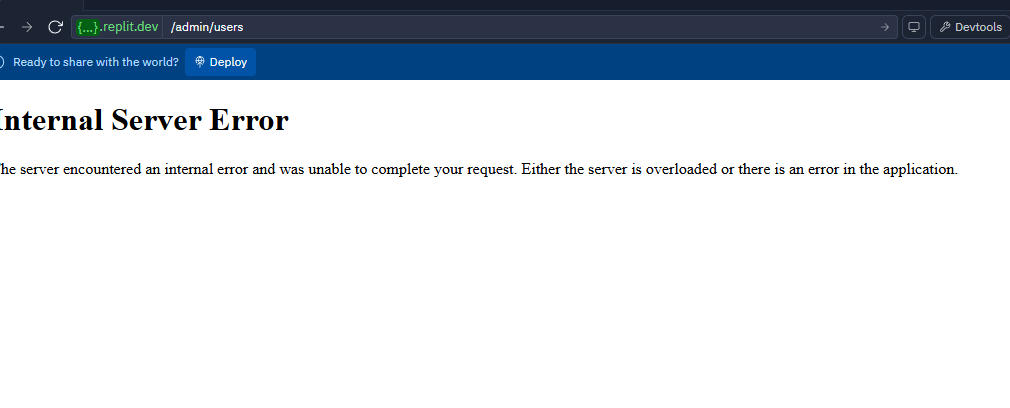 {...}.replit.dev /admin/users Devtools
Ready to share with the world? Deploy
Internal Server Error
The server encountered an internal error and was unable to complete your request. Either the server is overloaded or there is an error in the application.